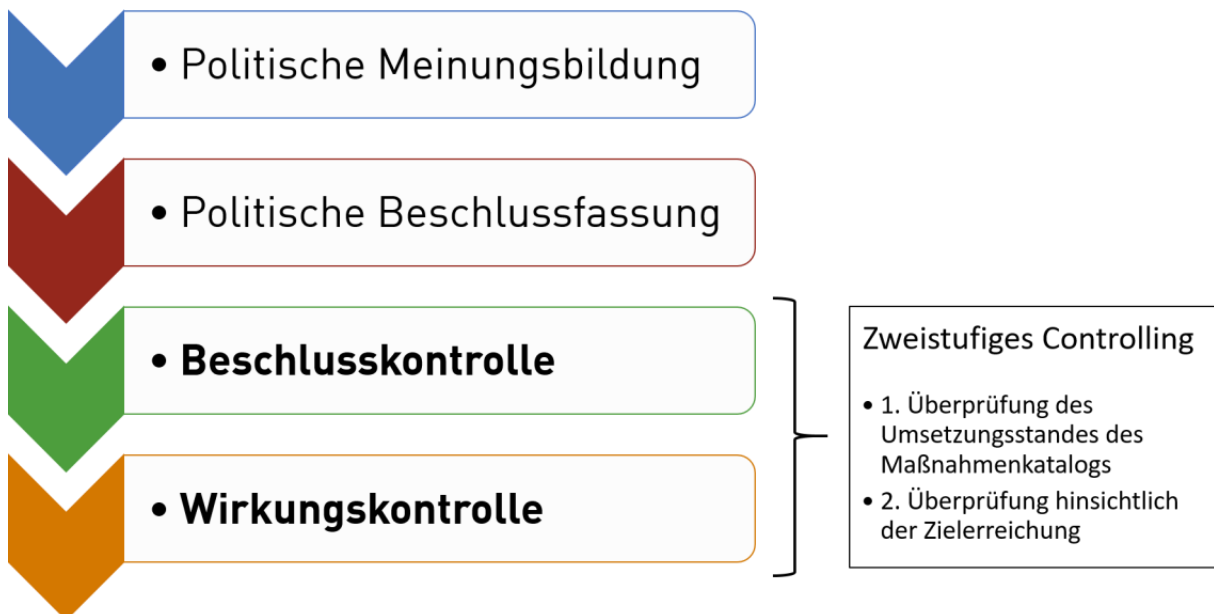 • Politische Meinungsbildung
• Politische Beschlussfassung
• Beschlusskontrolle
• Wirkungskontrolle
Zweistufiges Controlling
• 1. Überprüfung des
Umsetzungsstandes des
Maßnahmenkatalogs
• 2. Überprüfung hinsichtlich
der Zielerreichung